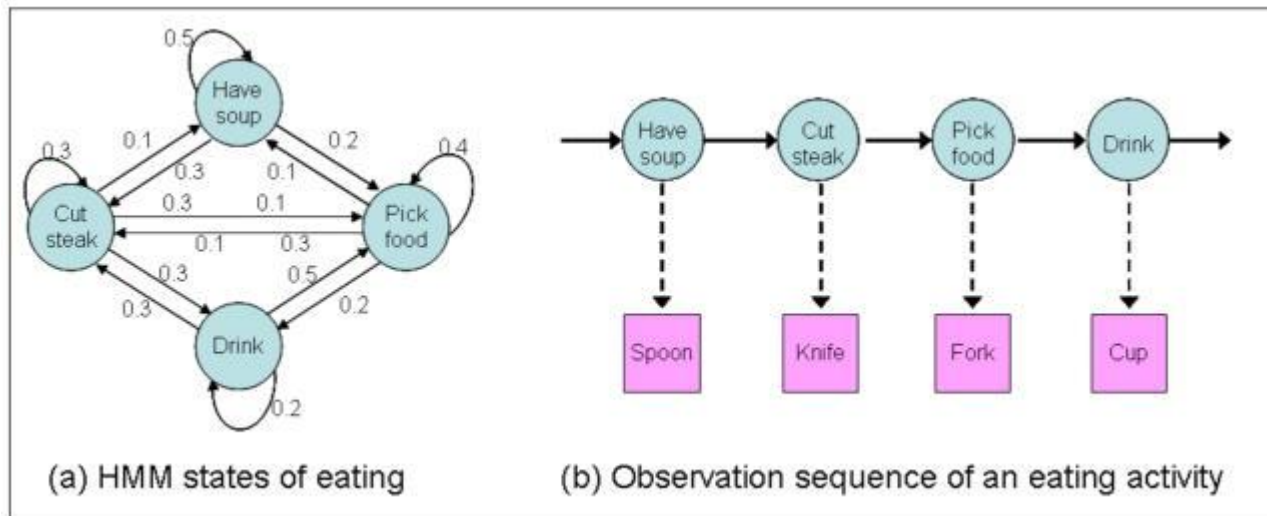 0.5
Have
soup
0.1
0.2
0.3
0.3
0.1
0.4
Cut
steak
0.3
0.1
Pick
food
0.1
0.3
0.3
0.5
0.3
0.2
Drink
0.2
(a) HMM states of eating
Have
soup
Cut
steak
Pick
food
Drink
Spoon
Knife
Fork
Cup
(b) Observation sequence of an eating activity